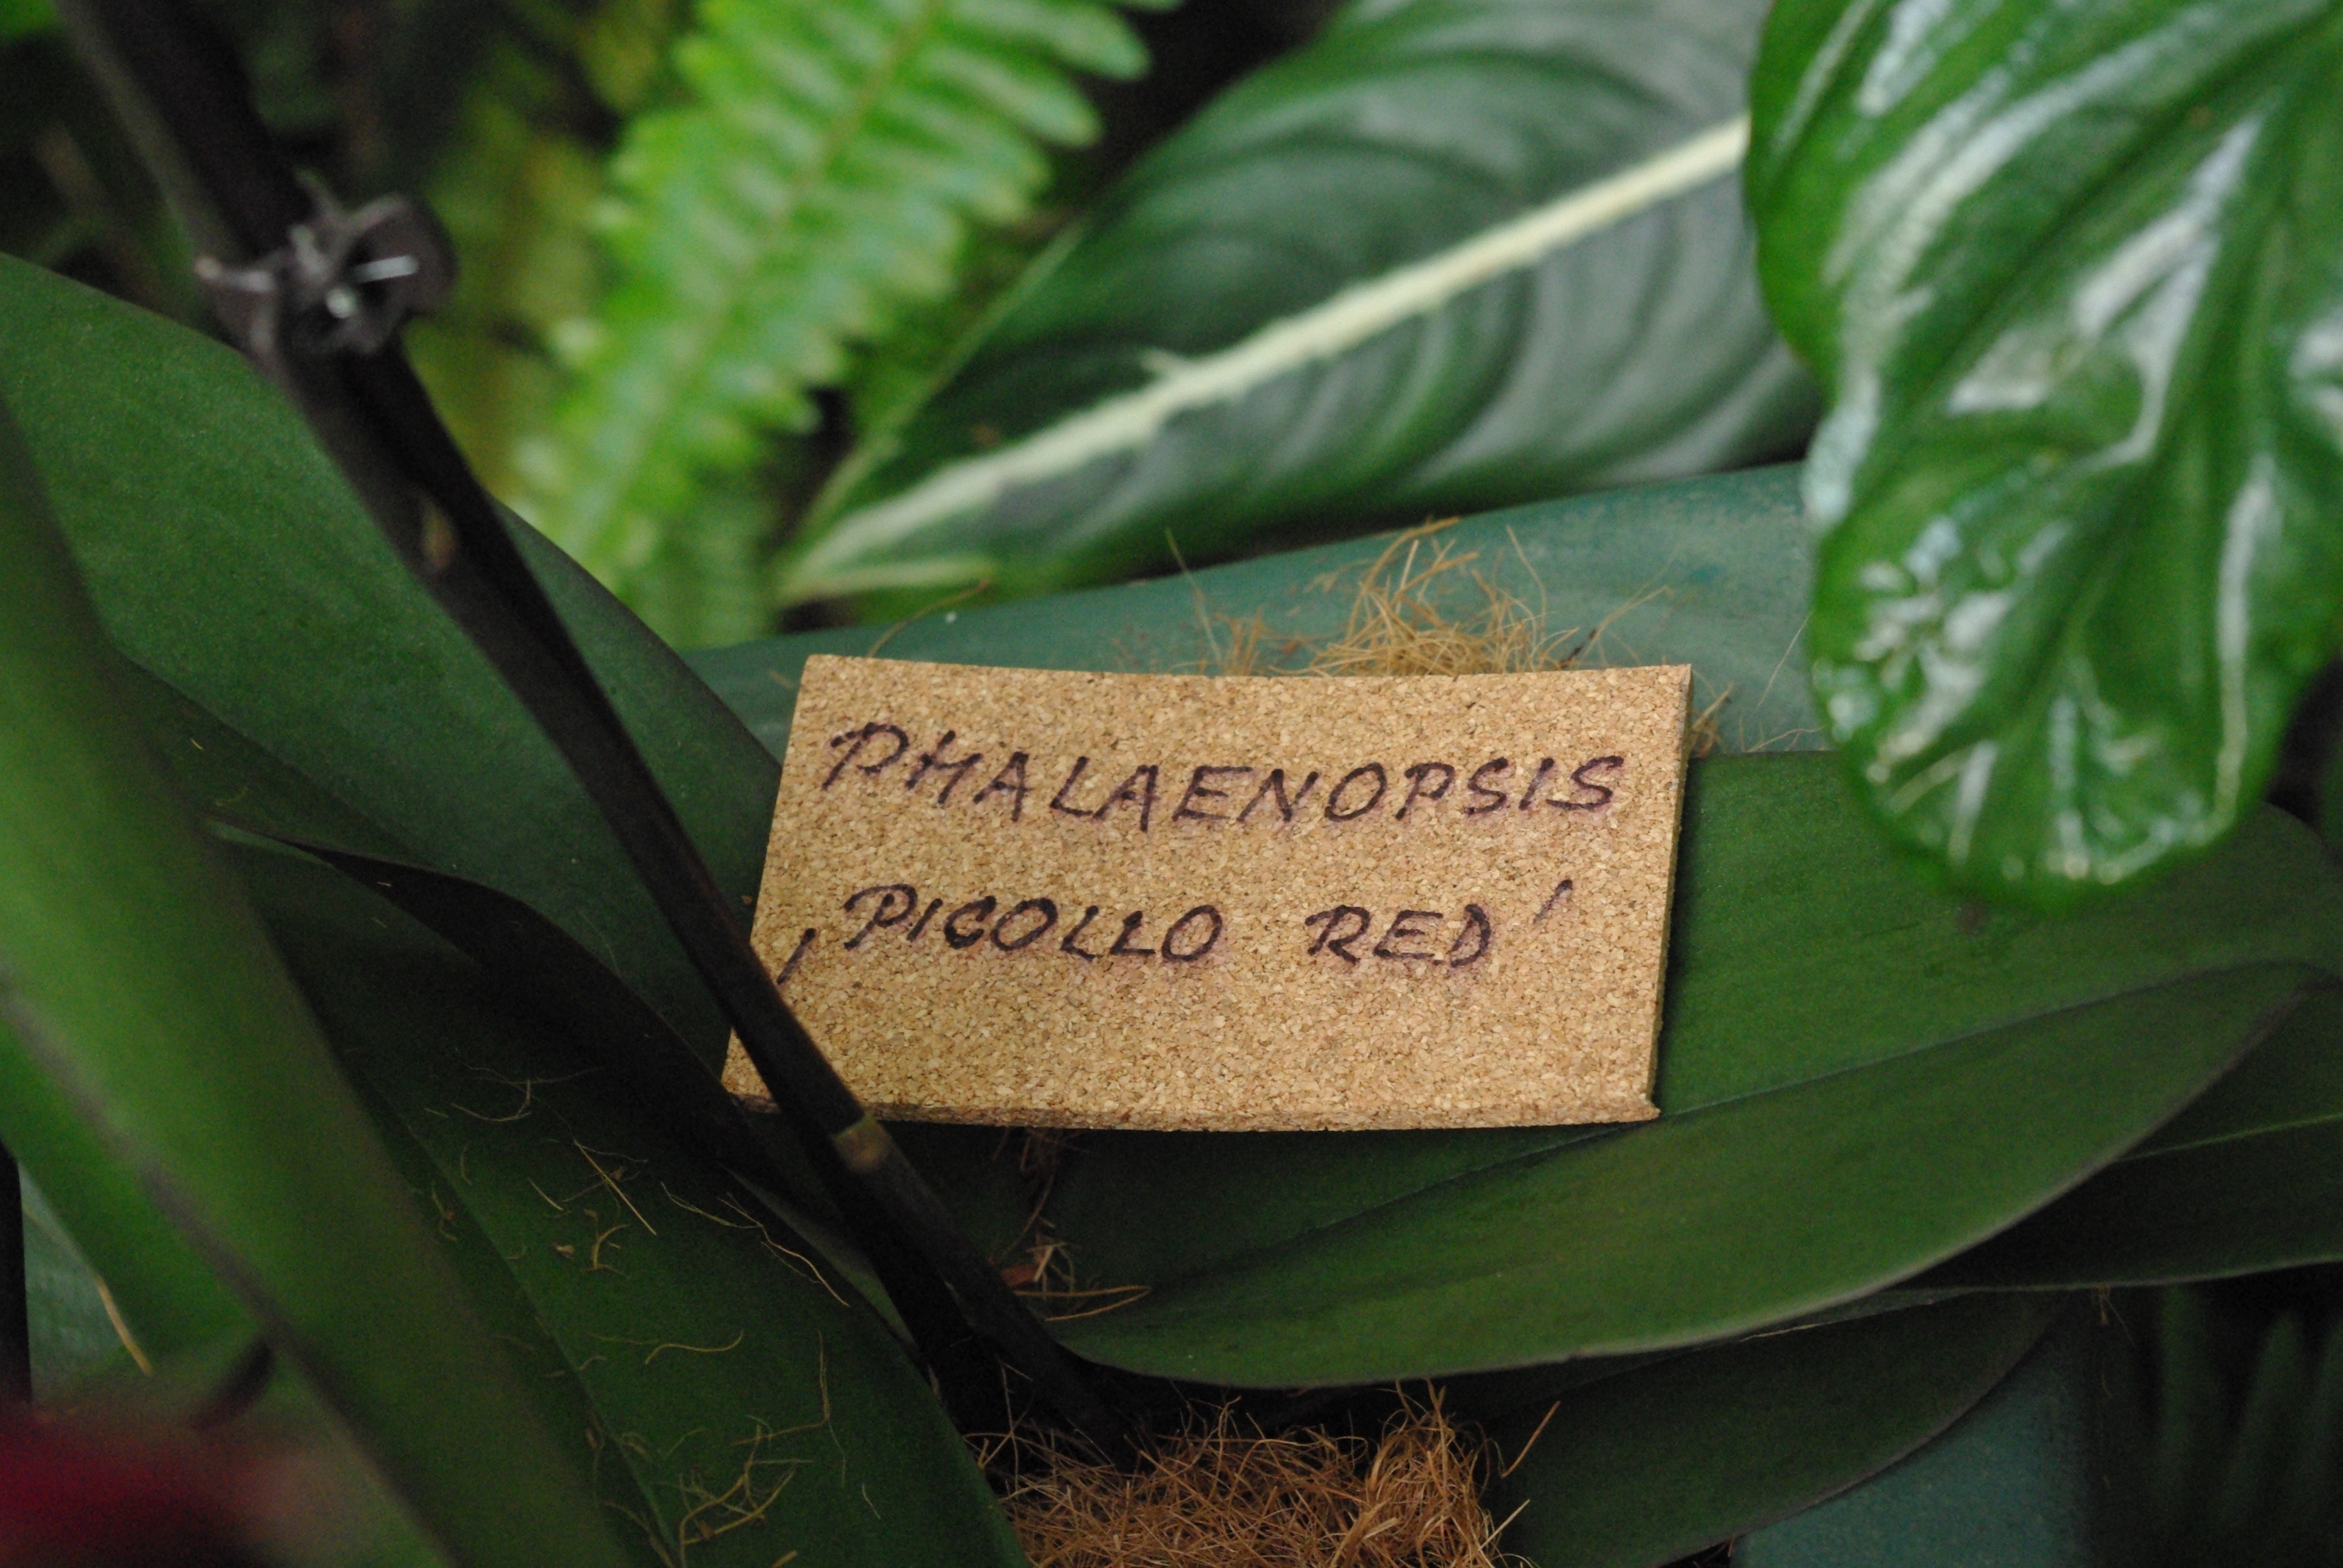 PHALAENOPSIS
‚PICOLLO RED'